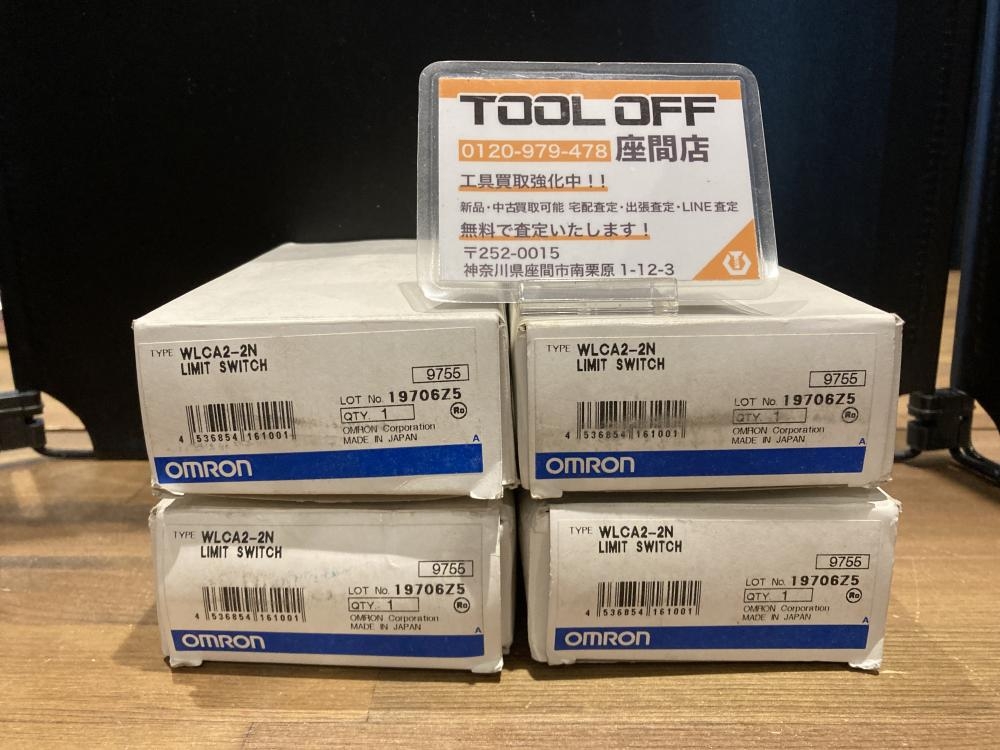 TOOL OFF
0120-979-478 座間店
工具買取強化中!!
新品・中古買取可能 宅配査定・出張査定・LINE査定
無料で査定いたします!
〒252-0015
神奈川県座間市南栗原1-12-3
TYPE WLCA2-2N
LIMIT SWITCH
9755
LOT No. 19706Z5
QTY. 1
4 536854 161001
OMRON Corporation
MADE IN JAPAN
A
OMRON
TYPE WLCA2-2N
LIMIT SWITCH
9755
LOT No. 19706Z5
QTY. 1
4 536854 161001
OMRON Corporation
MADE IN JAPAN
A
OMRON
TYPE WLCA2-2N
LIMIT SWITCH
9755
LOT No. 19706Z5
QTY. 1
4 536854 161001
OMRON Corporation
MADE IN JAPAN
A
OMRON
TYPE WLCA2-2N
LIMIT SWITCH
9755
LOT No. 19706Z5
QTY. 1
4 536854 161001
OMRON Corporation
MADE IN JAPAN
A
OMRON